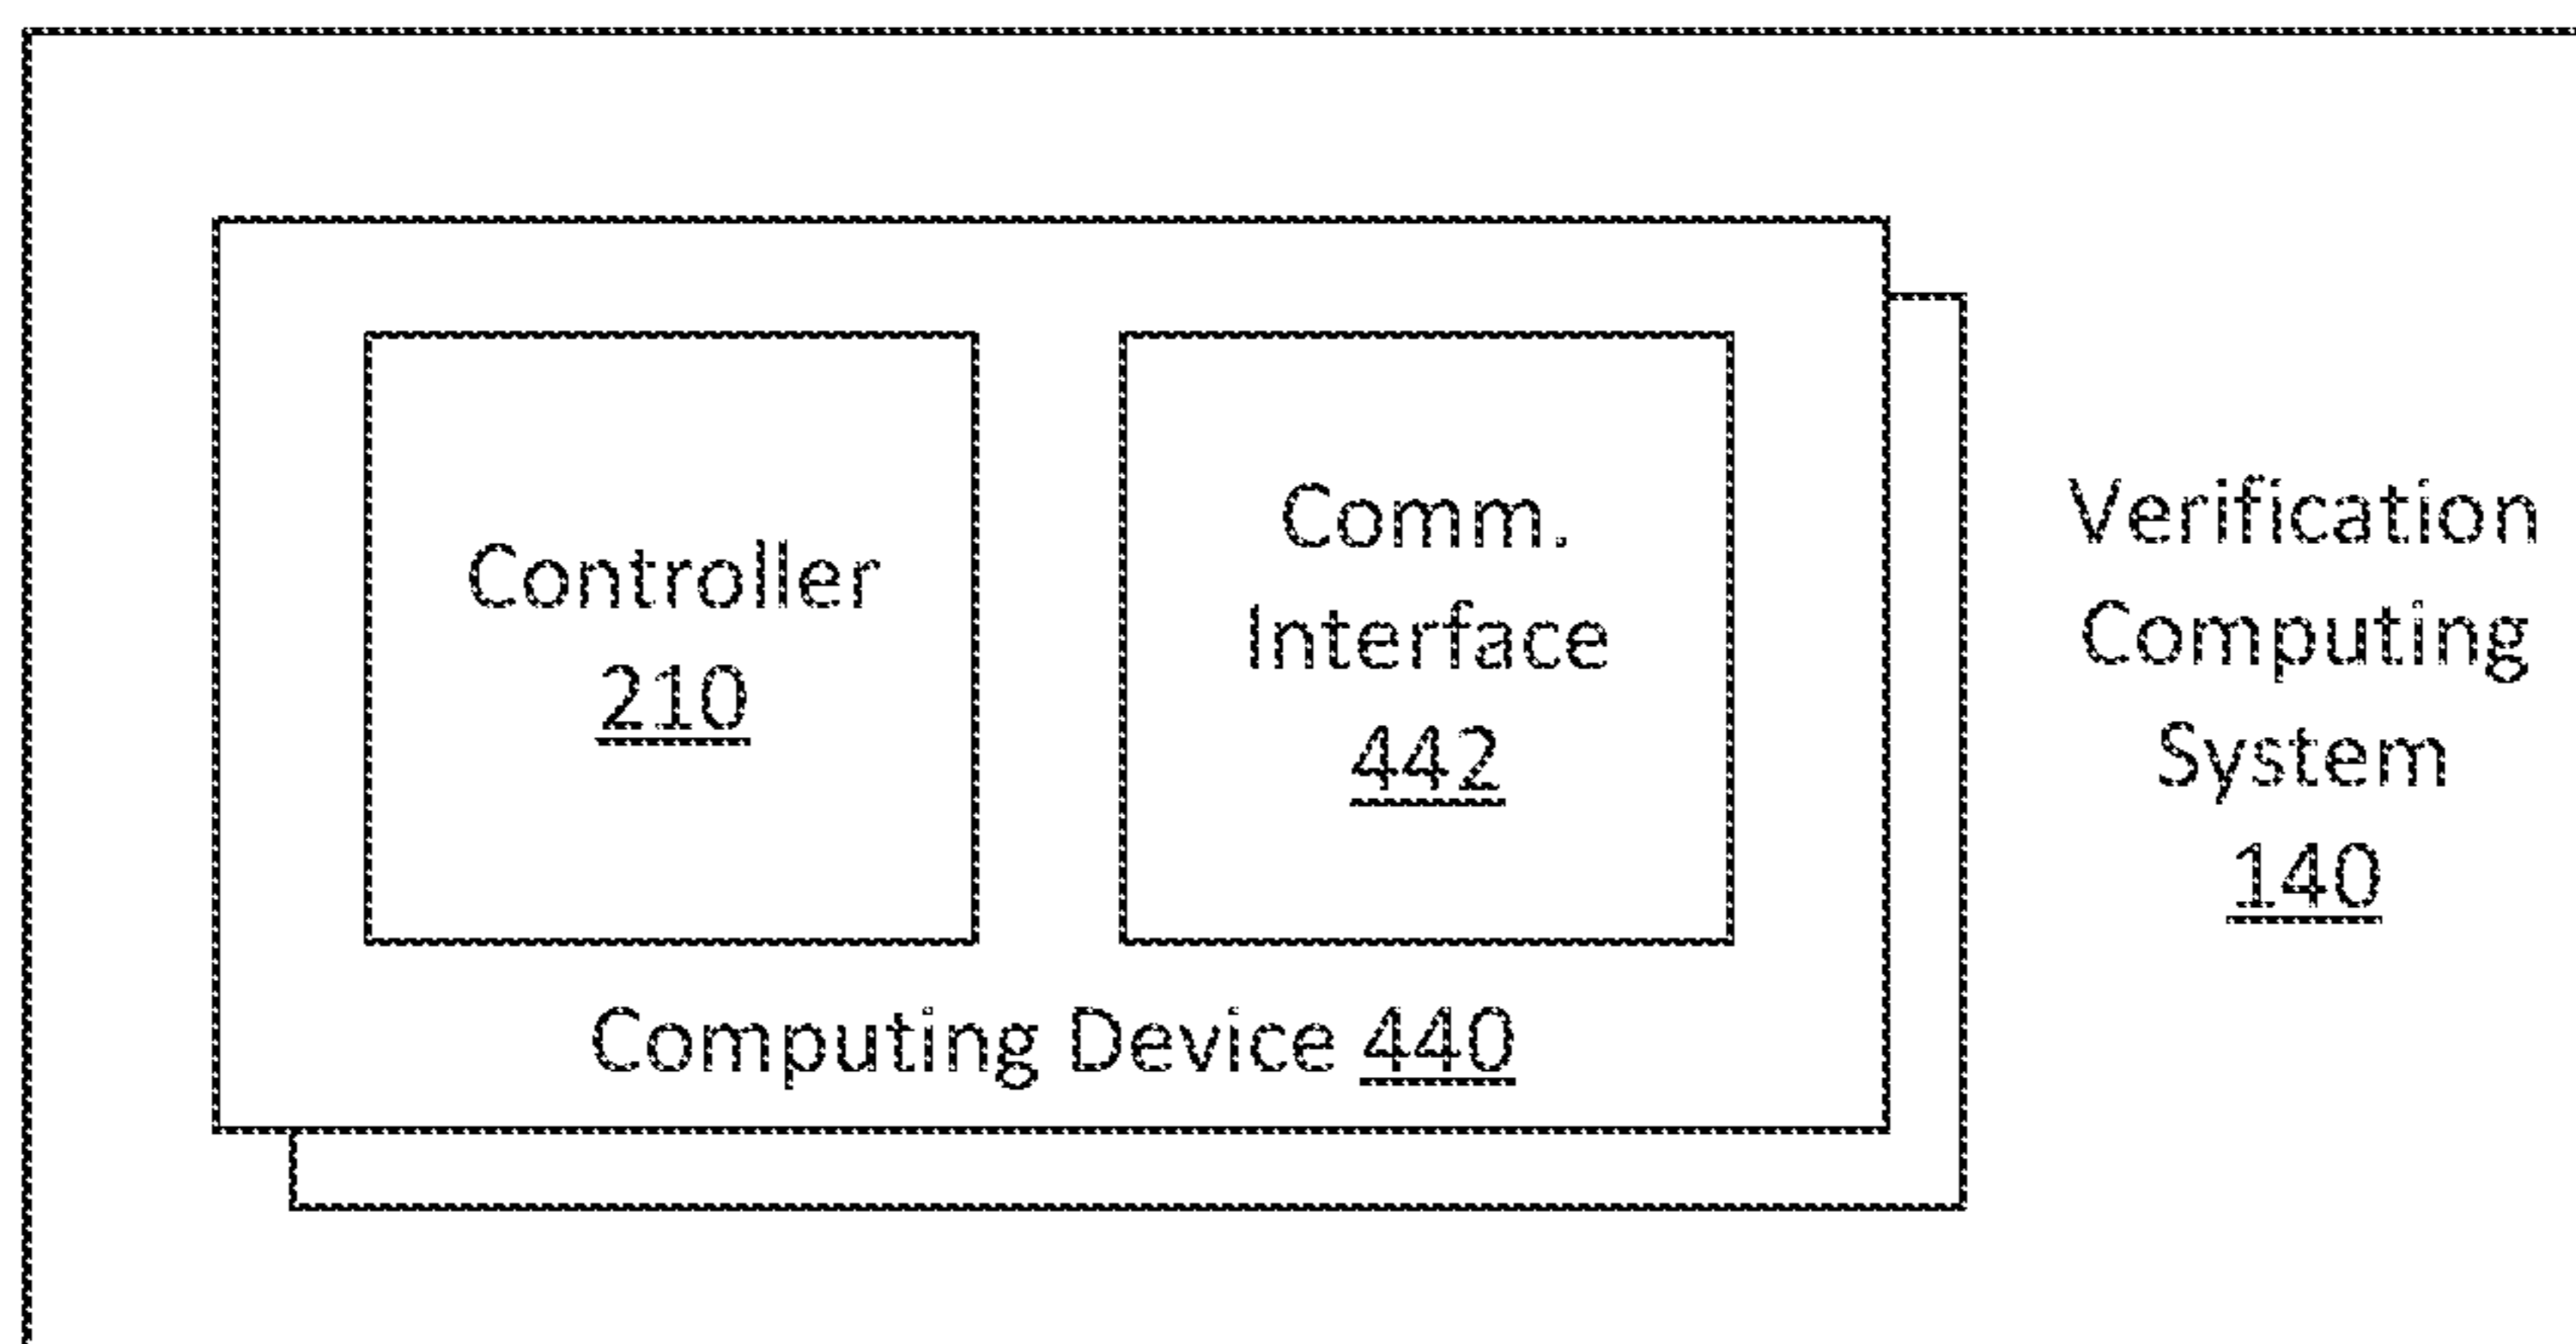 Controller
210
Comm.
Interface
442
Computing Device 440
Verification
Computing
System
140